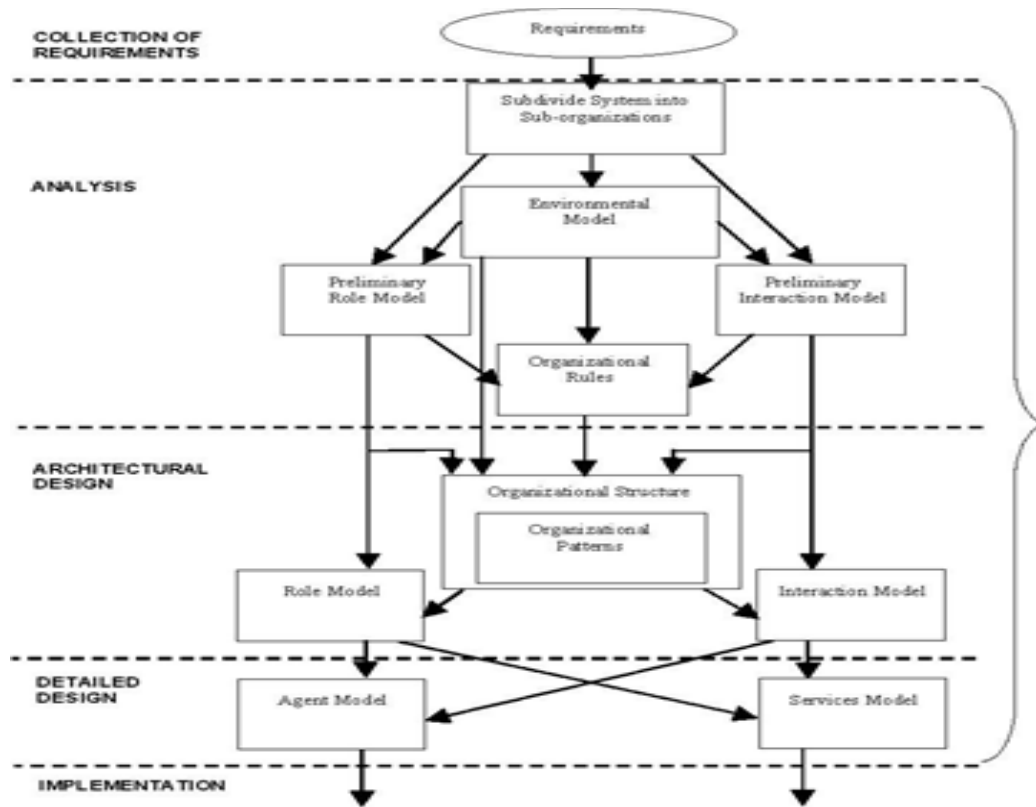 COLLECTION OF
REQUIREMENTS
Requirements
Subdivide System into
Sub-organizations
ANALYSIS
Environmental
Model
Preliminary
Role Model
Preliminary
Interaction Model
Organizational
Rules
ARCHITECTURAL
DESIGN
Organizational Structure
Organizational
Patterns
Role Model
Interaction Model
DETAILED
DESIGN
Agent Model
Services Model
IMPLEMENTATION